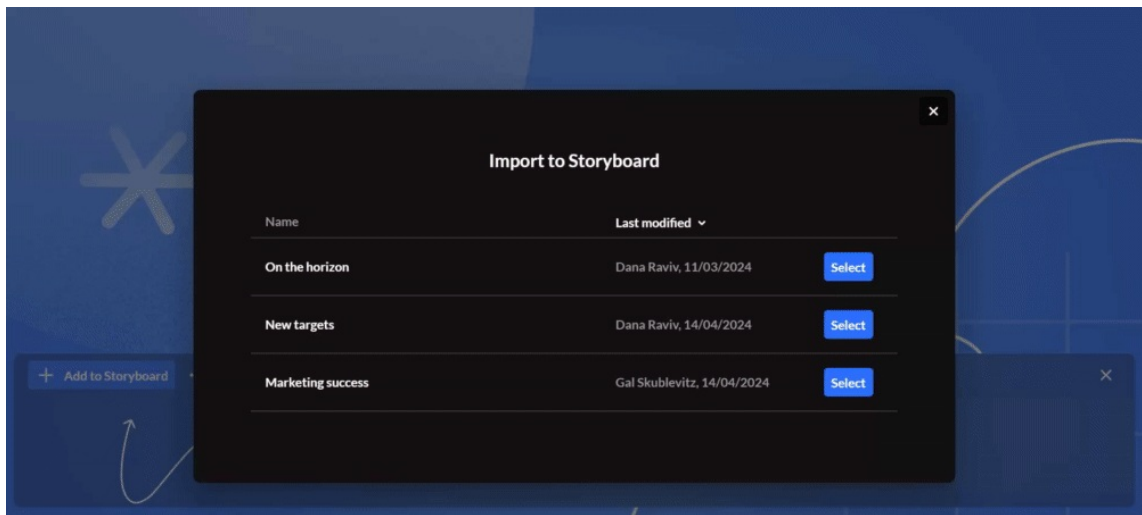 Import to Storyboard
Name Last modified
On the horizon Dana Raviv, 11/03/2024 Select
New targets Dana Raviv, 14/04/2024 Select
Add to Storyboard
Marketing success Gal Skublevitz, 14/04/2024 Select